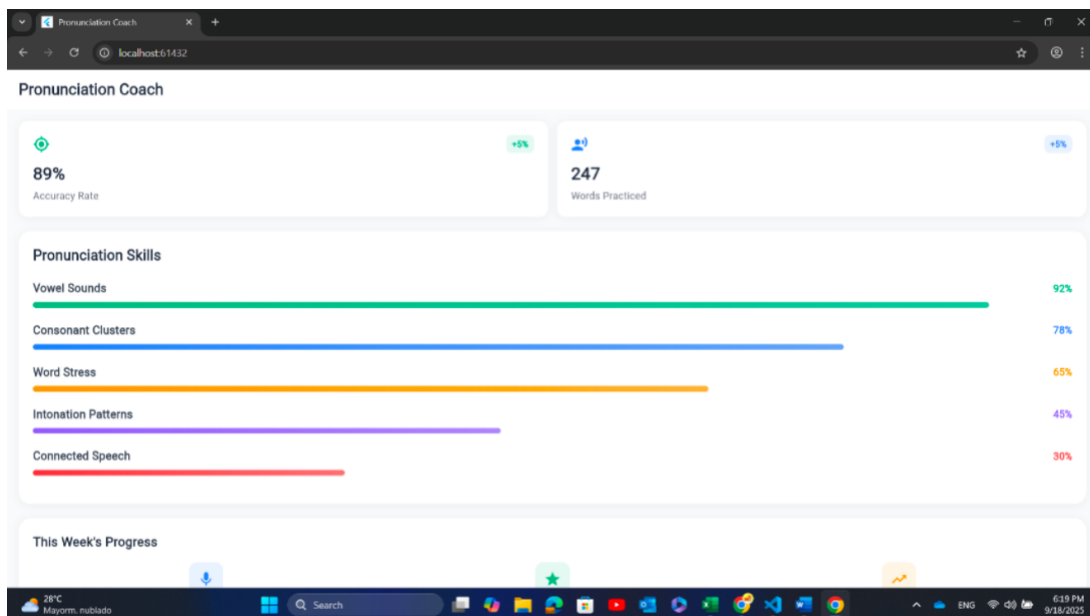 Pronunciation Coach
localhost:61432
Pronunciation Coach
+5%
89%
Accuracy Rate
+5%
247
Words Practiced
Pronunciation Skills
Vowel Sounds 92%
Consonant Clusters 78%
Word Stress 65%
Intonation Patterns 45%
Connected Speech 30%
This Week's Progress
28°C
Mayorm. nublado
Search
ENG
6:19 PM
9/18/2025